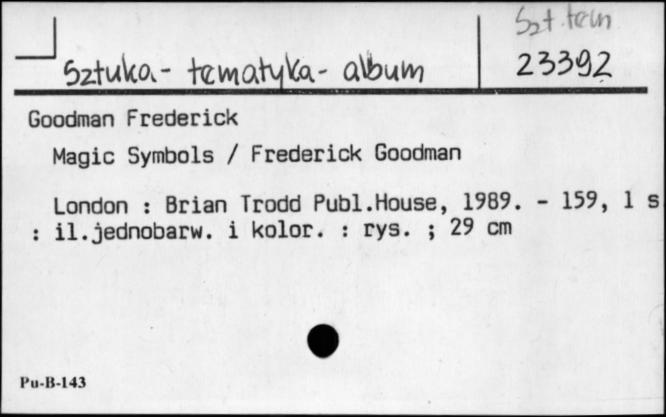 Szt. tem.
Sztuka - tematyka - album
23392
Goodman Frederick
Magic Symbols / Frederick Goodman
London : Brian Trodd Publ.House, 1989. - 159, 1 s
: il.jednobarw. i kolor. : rys. ; 29 cm
Pu-B-143